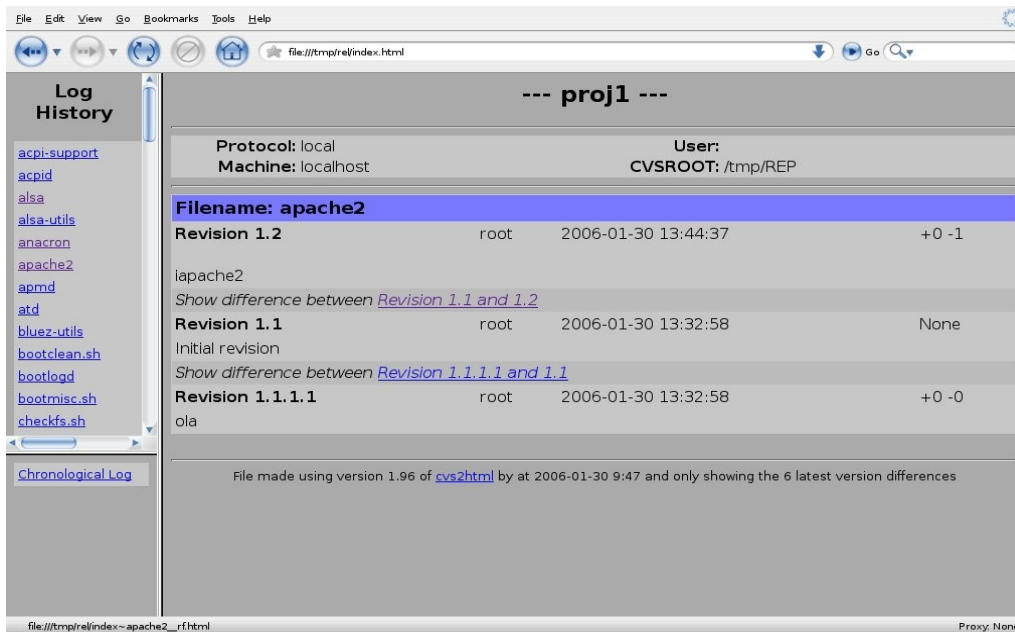 File Edit View Go Bookmarks Tools Help
file:///tmp/rel/index.html
Go
Log
History
acpi-support
acpid
alsa
alsa-utils
anacron
apache2
apmd
atd
bluez-utils
bootclean.sh
bootlogd
bootmisc.sh
checkfs.sh
Chronological Log
--- proj1 ---
Protocol: local User:
Machine: localhost CVSROOT: /tmp/REP
Filename: apache2
Revision 1.2 root 2006-01-30 13:44:37 +0 -1
iapache2
Show difference between Revision 1.1 and 1.2
Revision 1.1 root 2006-01-30 13:32:58 None
Initial revision
Show difference between Revision 1.1.1.1 and 1.1
Revision 1.1.1.1 root 2006-01-30 13:32:58 +0 -0
ola
File made using version 1.96 of cvs2html by at 2006-01-30 9:47 and only showing the 6 latest version differences
file:///tmp/rel/index~apache2__rf.html Proxy: None